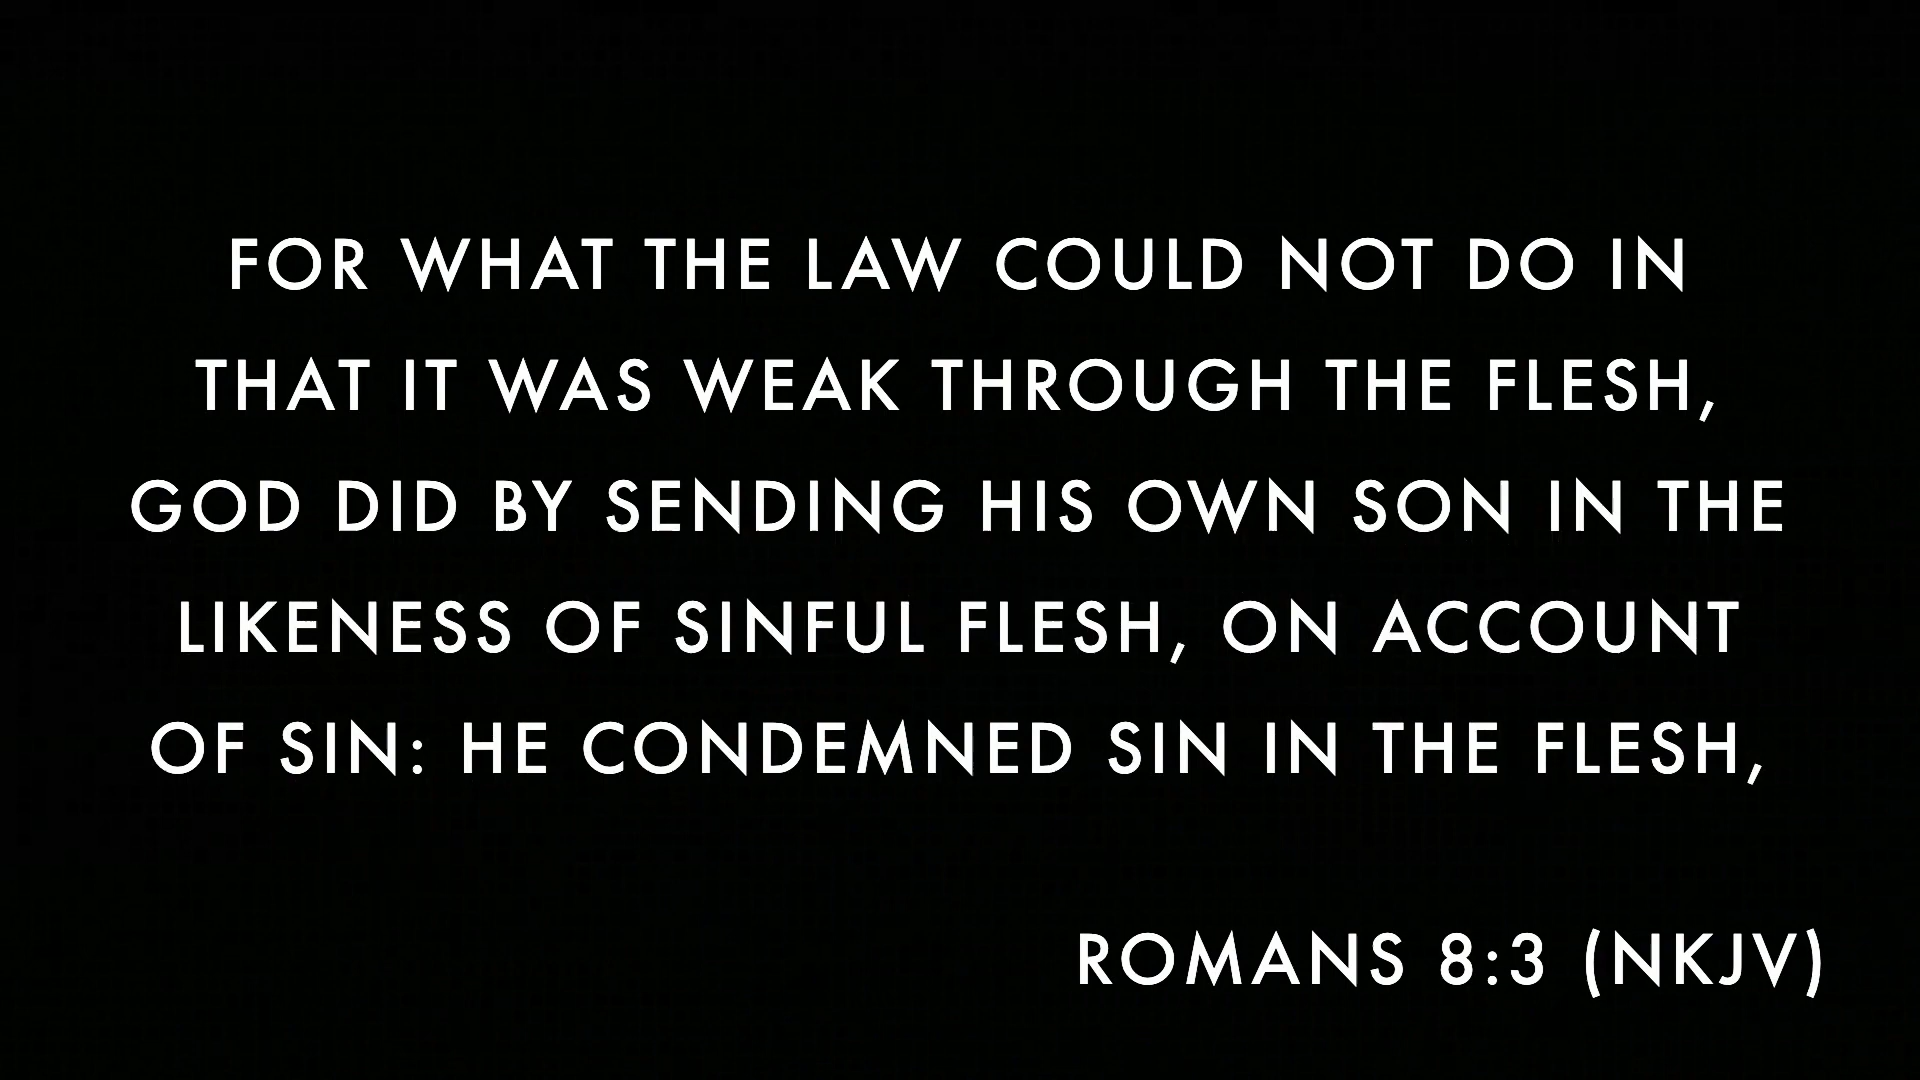 FOR WHAT THE LAW COULD NOT DO IN
THAT IT WAS WEAK THROUGH THE FLESH,
GOD DID BY SENDING HIS OWN SON IN THE
LIKENESS OF SINFUL FLESH, ON ACCOUNT
OF SIN: HE CONDEMNED SIN IN THE FLESH,
ROMANS 8:3 (NKJV)